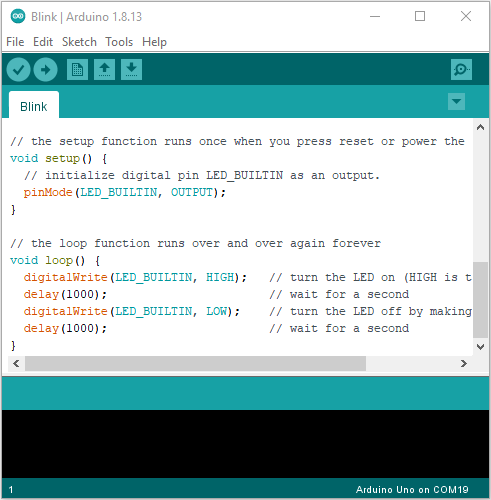 Blink | Arduino 1.8.13
File Edit Sketch Tools Help
Blink
// the setup function runs once when you press reset or power the
void setup() {
  // initialize digital pin LED_BUILTIN as an output.
  pinMode(LED_BUILTIN, OUTPUT);
}
// the loop function runs over and over again forever
void loop() {
  digitalWrite(LED_BUILTIN, HIGH);   // turn the LED on (HIGH is t
  delay(1000);                       // wait for a second
  digitalWrite(LED_BUILTIN, LOW);    // turn the LED off by making
  delay(1000);                       // wait for a second
}
1 Arduino Uno on COM19